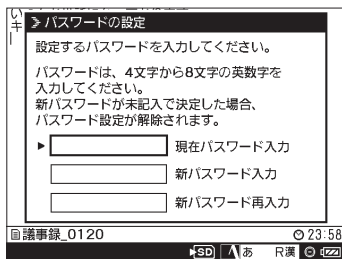 い
キ
ー
パスワードの設定
設定するパスワードを入力してください。
パスワードは、4文字から8文字の英数字を
入力してください。
新パスワードが未記入で決定した場合、
パスワード設定が解除されます。
現在パスワード入力
新パスワード入力
新パスワード再入力
議事録_0120
23:58
SD
あ
R漢